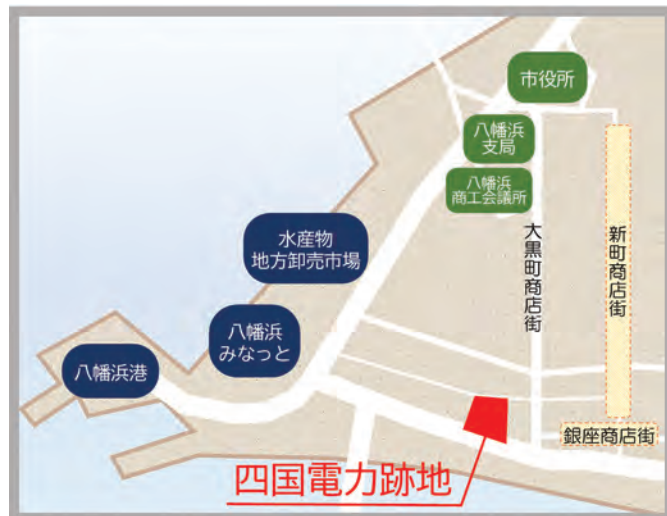 市役所
八幡浜
支局
八幡浜
商工会議所
水産物
地方卸売市場
大黒町商店街
新町商店街
八幡浜
みなっと
八幡浜港
銀座商店街
四国電力跡地